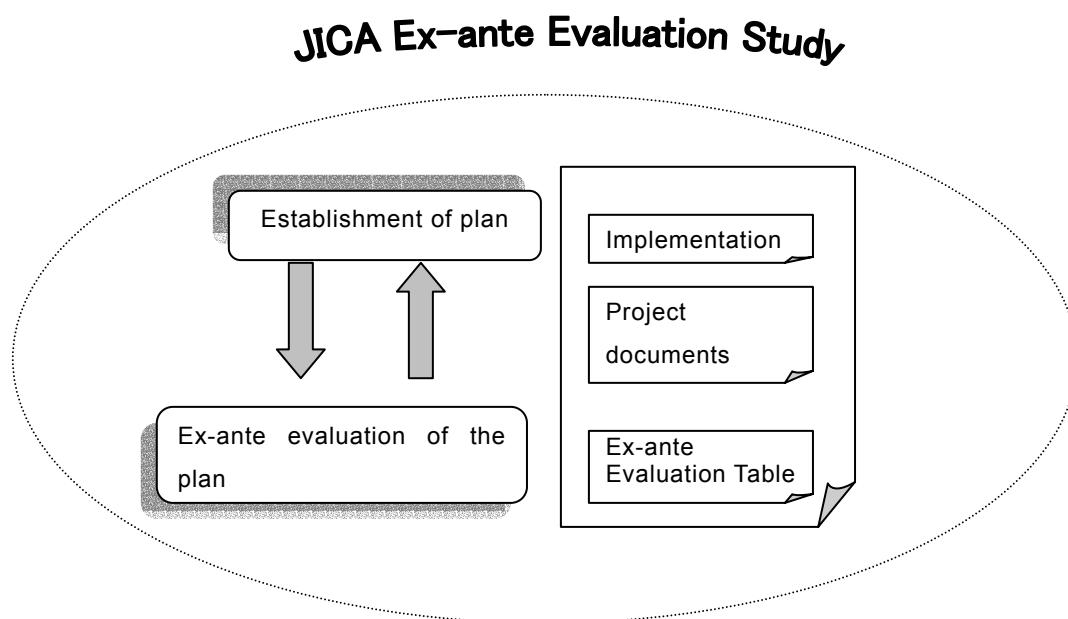 JICA Ex-ante Evaluation Study
Establishment of plan
Ex-ante evaluation of the
plan
Implementation
Project
documents
Ex-ante
Evaluation Table